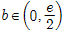 b ∈ (0, e/2)